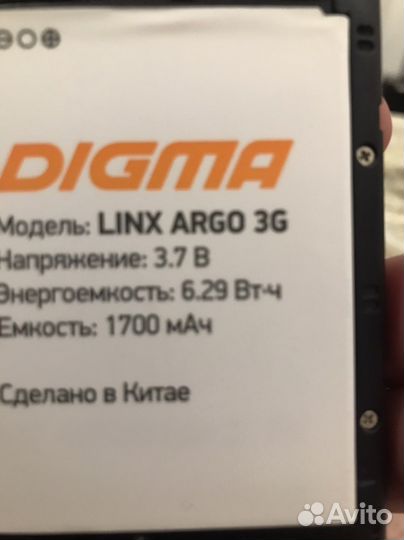 DIGMA
Модель: LINX ARGO 3G
Напряжение: 3.7 В
Энергоемкость: 6.29 Вт·ч
Емкость: 1700 мАч
Сделано в Китае
Avito